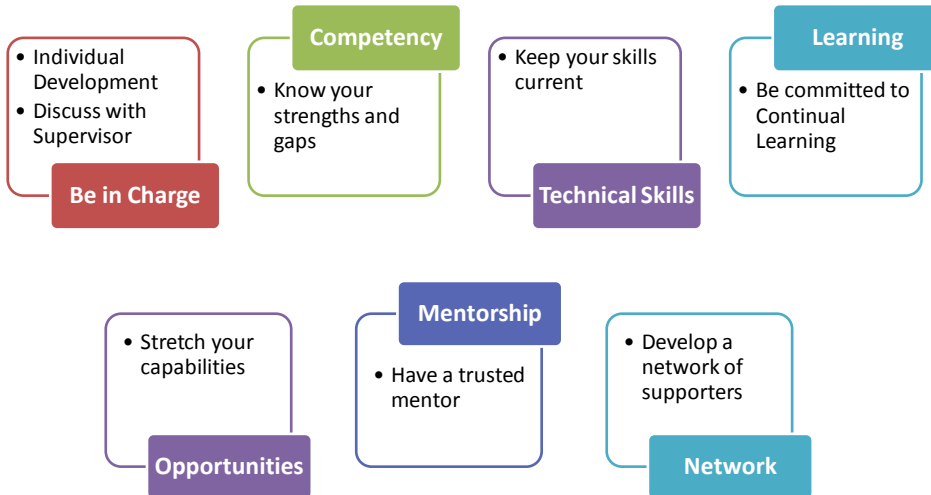 • Individual
Development
• Discuss with
Supervisor
Be in Charge
Competency
• Know your
strengths and
gaps
• Keep your skills
current
Technical Skills
Learning
• Be committed to
Continual
Learning
• Stretch your
capabilities
Opportunities
Mentorship
• Have a trusted
mentor
• Develop a
network of
supporters
Network